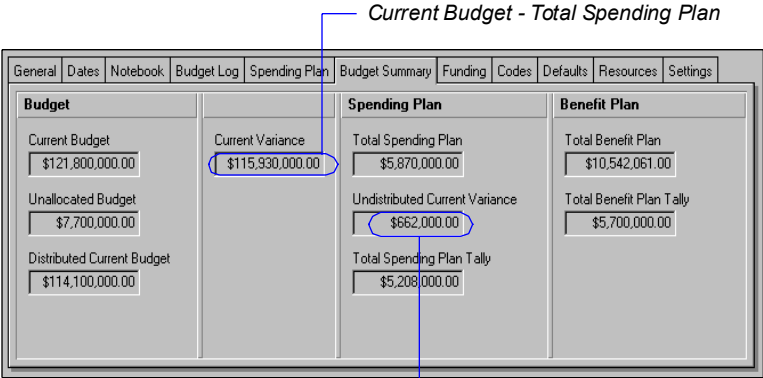 Current Budget - Total Spending Plan
General Dates Notebook Budget Log Spending Plan Budget Summary Funding Codes Defaults Resources Settings
Budget Spending Plan Benefit Plan
Current Budget Current Variance Total Spending Plan Total Benefit Plan
$121,800,000.00 $115,930,000.00 $5,870,000.00 $10,542,061.00
Unallocated Budget Undistributed Current Variance Total Benefit Plan Tally
$7,700,000.00 $662,000.00 $5,700,000.00
Distributed Current Budget Total Spending Plan Tally
$114,100,000.00 $5,208,000.00